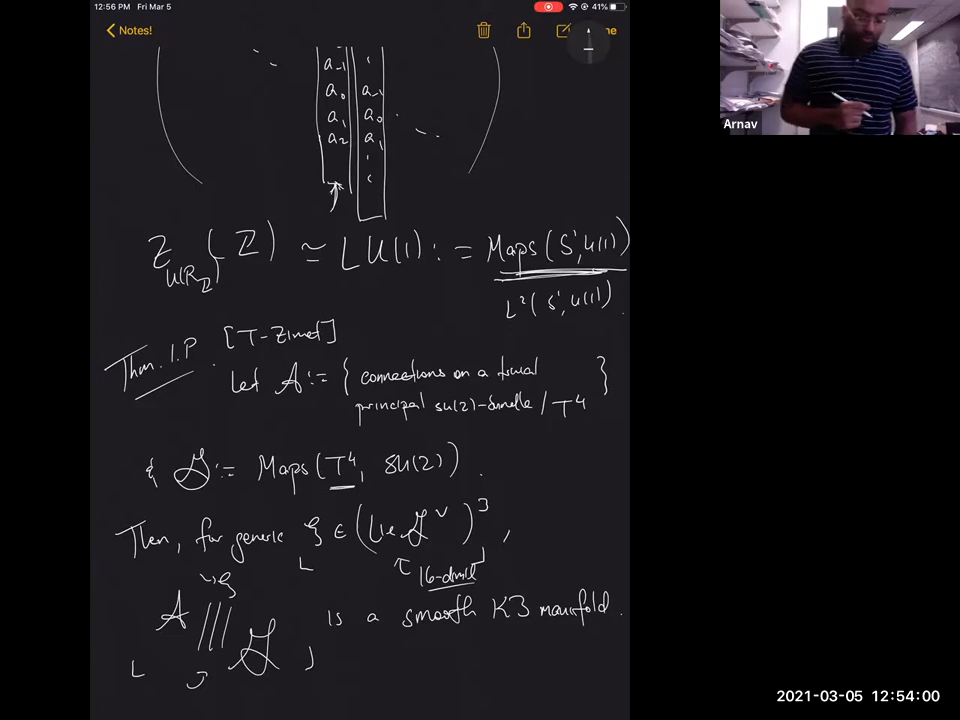 12:56 PM Fri Mar 5
41%
Notes!
a₋₁
a₀ a₋₁
a₁ a₀
a₂ a₁
Z_{U(R_Z)}(Z) ≃ LU(1) := Maps(S¹, U(1))
L²(S¹, U(1)).
Thm. 1.P. [T-Zimet]
Let A := { connections on a trivial
principal SU(2)-bundle / T⁴ }
& G := Maps(T⁴, SU(2)).
Then, for generic ξ ∈ (Lie G^∨)³,
16-dim'l
A ///_ξ G is a smooth K3 manifold.
Arnav
2021-03-05 12:54:00